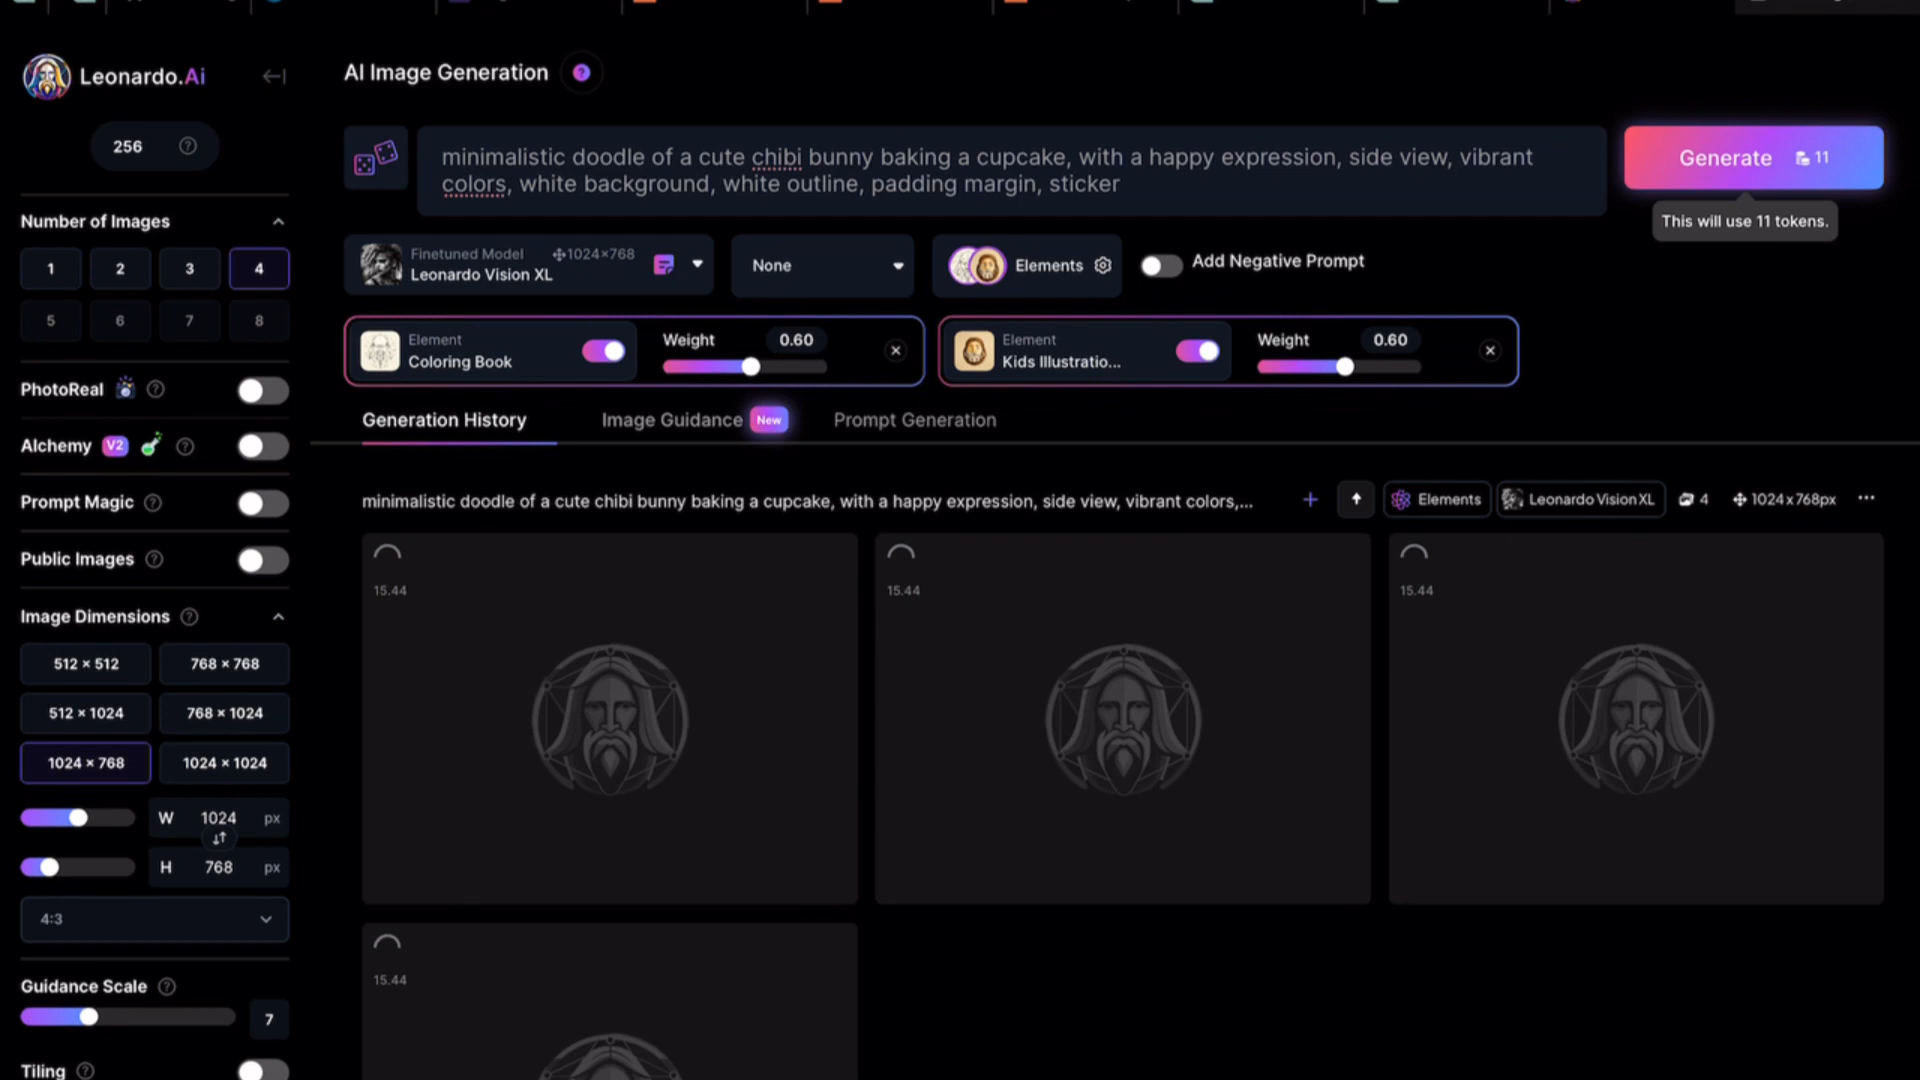 Leonardo.Ai
256
Number of Images
1 2 3 4
5 6 7 8
PhotoReal
Alchemy V2
Prompt Magic
Public Images
Image Dimensions
512 × 512 768 × 768
512 × 1024 768 × 1024
1024 × 768 1024 × 1024
W 1024 px
H 768 px
4:3
Guidance Scale
7
Tiling
AI Image Generation
minimalistic doodle of a cute chibi bunny baking a cupcake, with a happy expression, side view, vibrant
colors, white background, white outline, padding margin, sticker
Generate 11
This will use 11 tokens.
Finetuned Model 1024×768
Leonardo Vision XL
None
Elements
Add Negative Prompt
Element
Coloring Book
Weight 0.60
Element
Kids Illustratio...
Weight 0.60
Generation History Image Guidance New Prompt Generation
minimalistic doodle of a cute chibi bunny baking a cupcake, with a happy expression, side view, vibrant colors,...
Elements Leonardo Vision XL 4 1024x768px
15.44 15.44 15.44
15.44